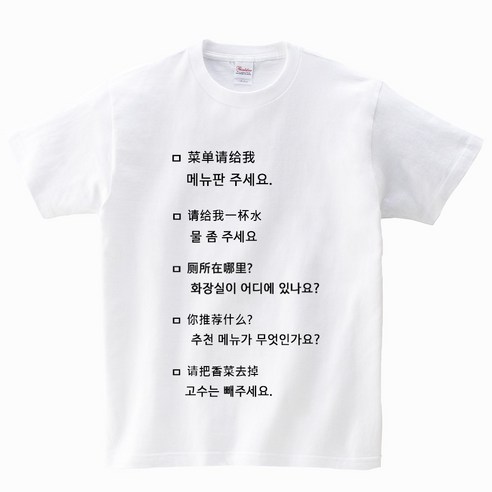 菜单请给我
메뉴판 주세요.
请给我一杯水
물 좀 주세요
厕所在哪里?
화장실이 어디에 있나요?
你推荐什么?
추천 메뉴가 무엇인가요?
请把香菜去掉
고수는 빼주세요.